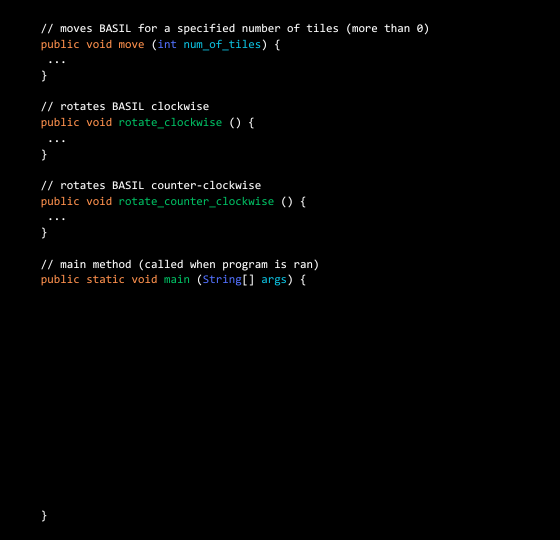 // moves BASIL for a specified number of tiles (more than 0)
public void move (int num_of_tiles) {
...
}
// rotates BASIL clockwise
public void rotate_clockwise () {
...
}
// rotates BASIL counter-clockwise
public void rotate_counter_clockwise () {
...
}
// main method (called when program is ran)
public static void main (String[] args) {
}